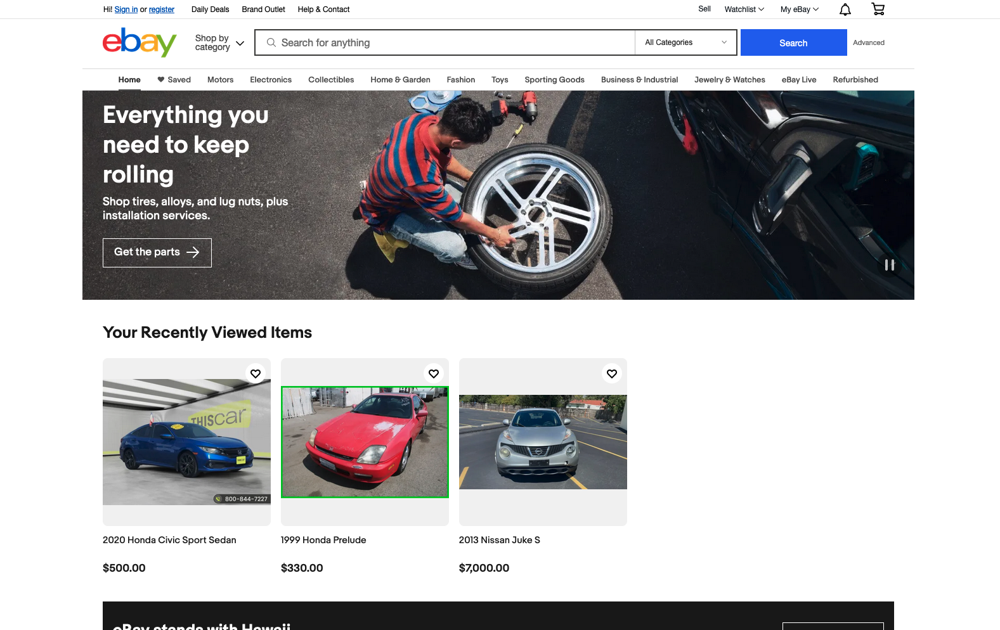 Hi! Sign in or register
Daily Deals
Brand Outlet
Help & Contact
Sell
Watchlist
My eBay
ebay
Shop by
category
Search for anything
All Categories
Search
Advanced
Home
Saved
Motors
Electronics
Collectibles
Home & Garden
Fashion
Toys
Sporting Goods
Business & Industrial
Jewelry & Watches
eBay Live
Refurbished
Everything you
need to keep
rolling
Shop tires, alloys, and lug nuts, plus
installation services.
Get the parts
Your Recently Viewed Items
THIScar
800-844-7227
2020 Honda Civic Sport Sedan
$500.00
1999 Honda Prelude
$330.00
2013 Nissan Juke S
$7,000.00
eBay stands with Hawaii